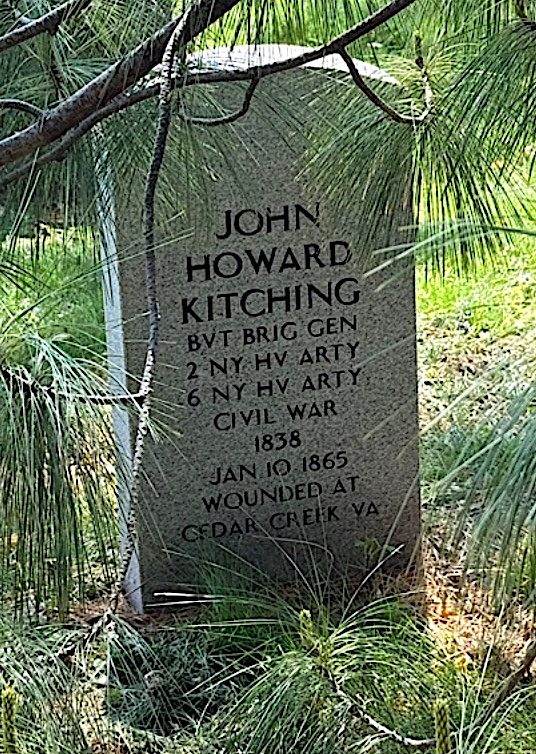 JOHN
HOWARD
KITCHING
BVT BRIG GEN
2 NY HV ARTY
6 NY HV ARTY
CIVIL WAR
1838
JAN 10 1865
WOUNDED AT
CEDAR CREEK VA